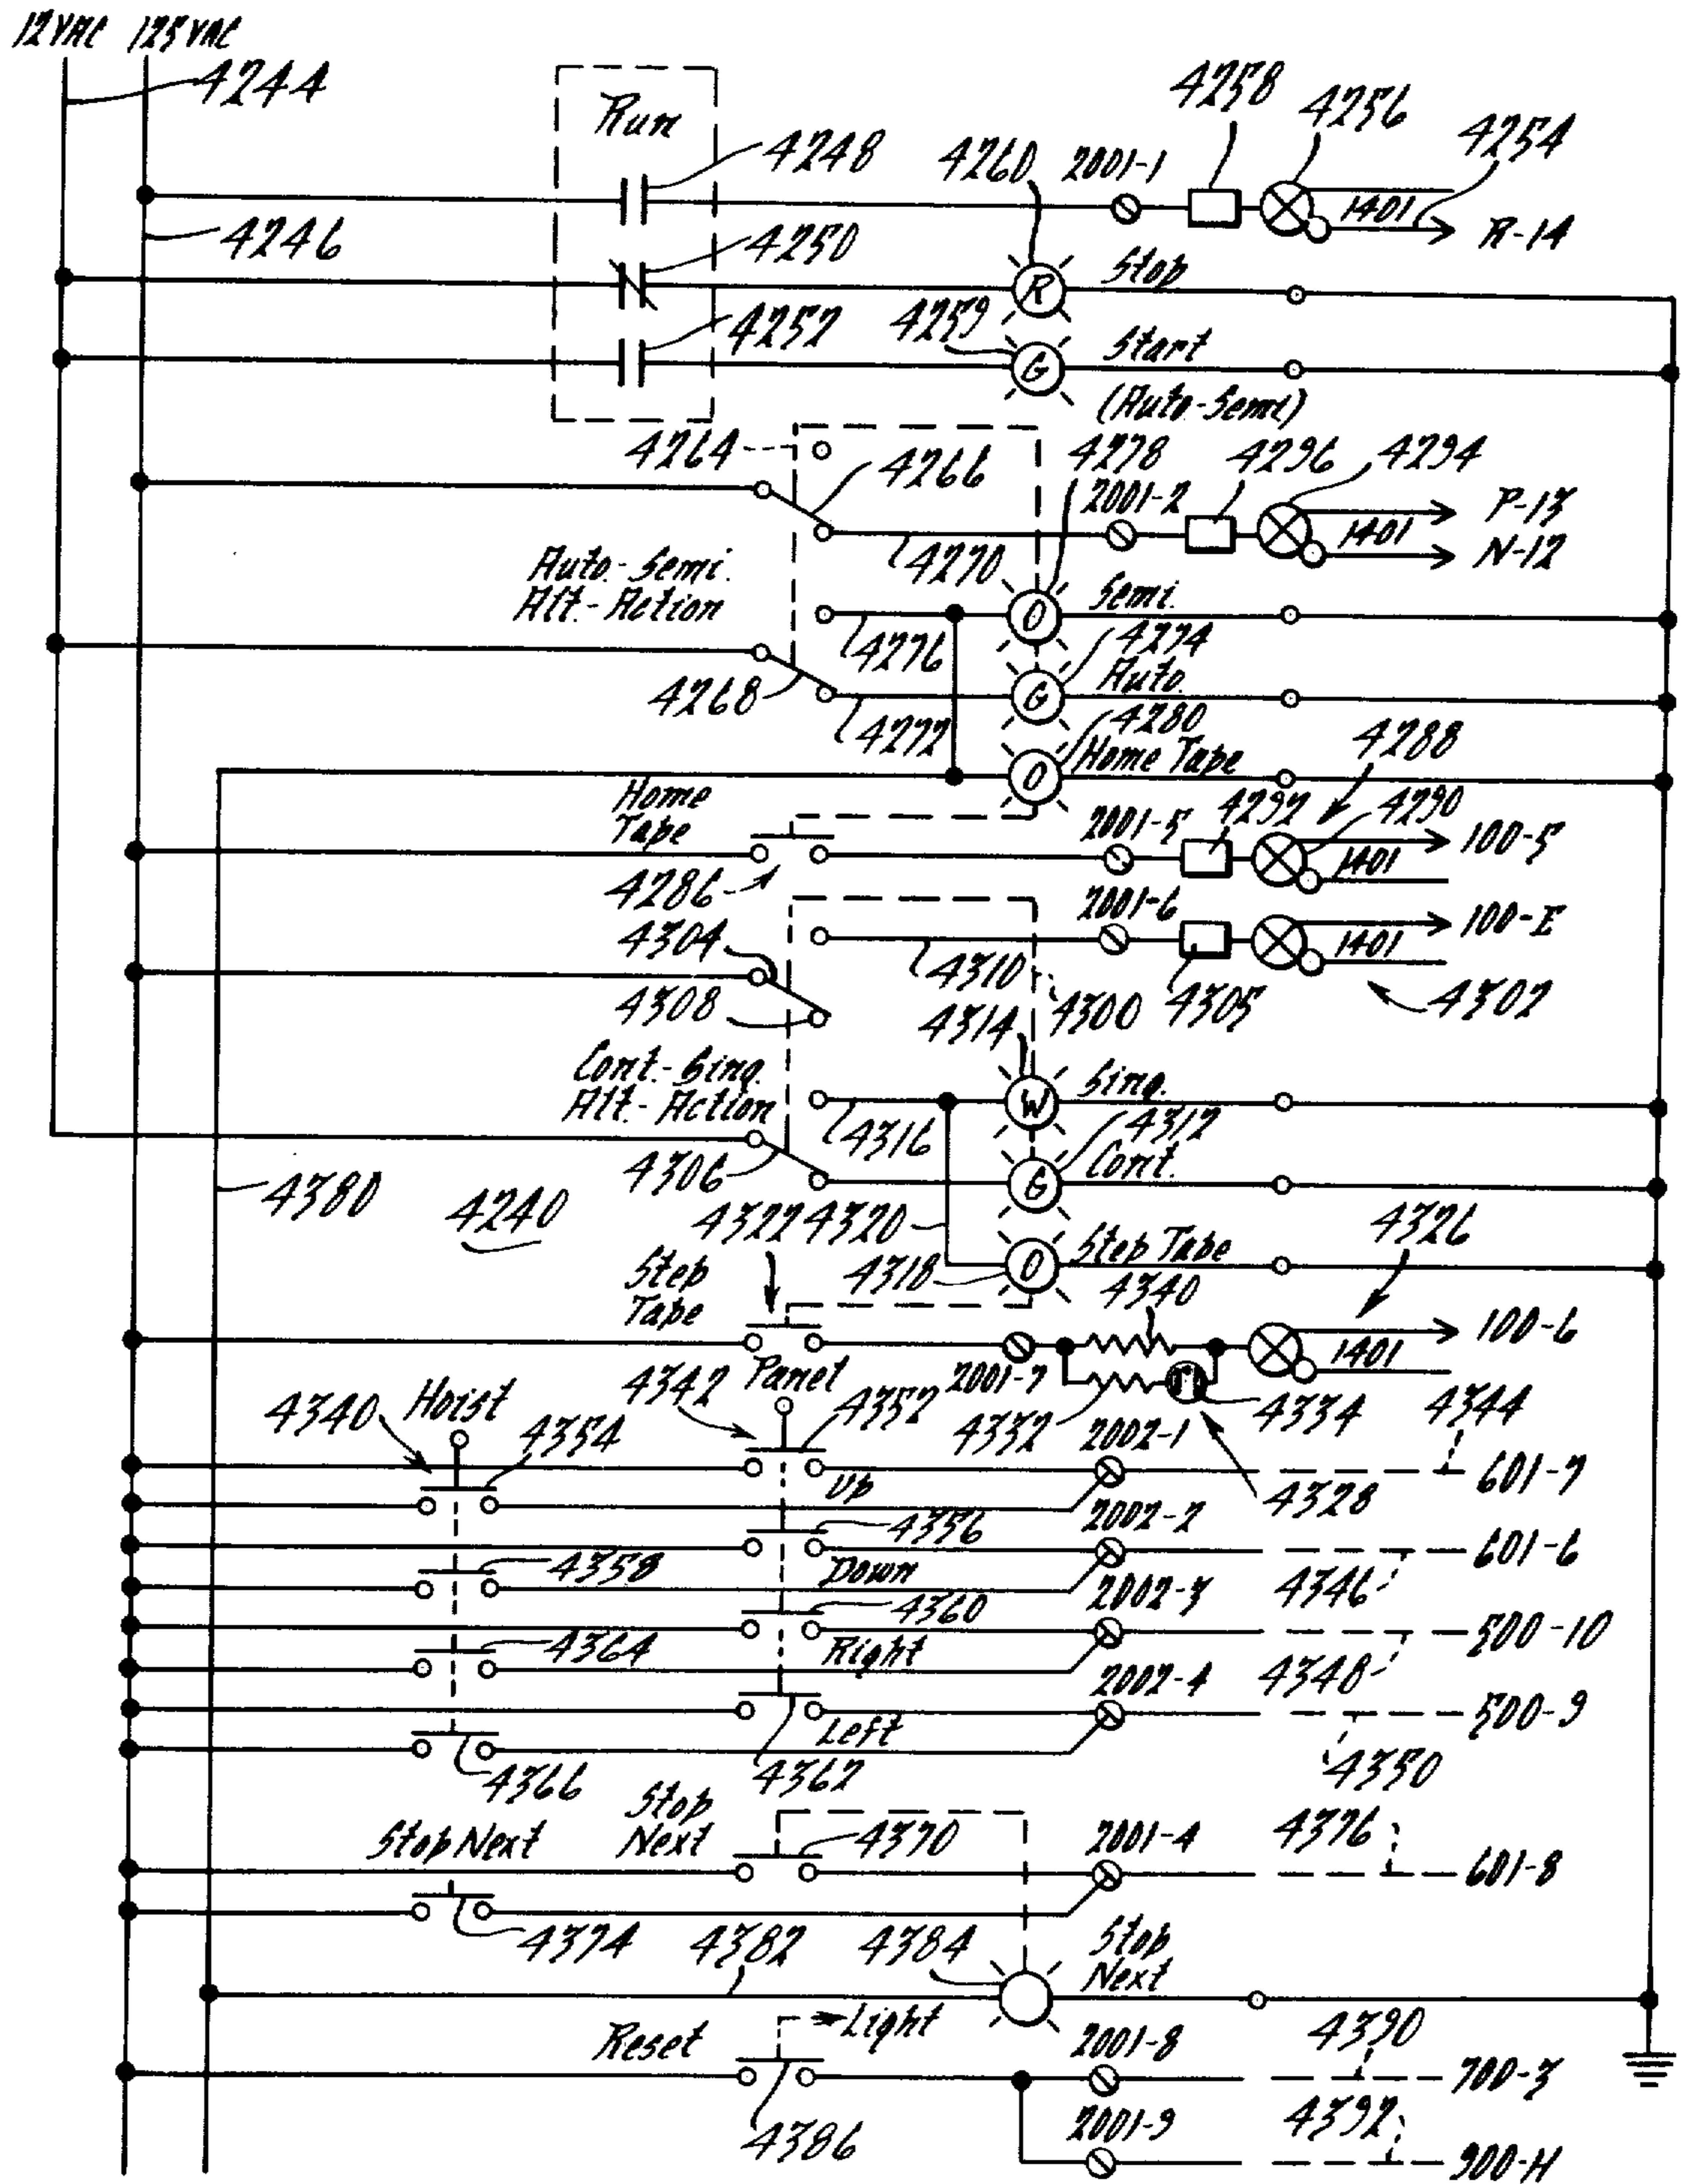 12 VAC 125 VAC
4244
Run
4258
4256
4254
4248
4260
2001-1
1401
R-14
4246
4250
Stop
R
4252
4259
Start
G
(Auto-Semi)
4264
4266
4278
4296
4294
2001-2
P-13
1401
N-12
4270
Auto.-Semi.
Alt.-Action
O
Semi.
4276
4274
G
Auto.
4268
4272
4280
4288
O
Home Tape
Home
Tape
2001-5
4292
4290
100-5
1401
4286
2001-6
4304
100-E
1401
4310
4308
4300
4305
4302
4314
Cont.-Sing.
Alt.-Action
W
Sing.
4316
4312
4306
G
Cont.
4380
4240
4322
4320
4326
Step
Tape
4318
O
Step Tape
4340
100-6
1401
2001-7
4342
Panel
4340
Hoist
4354
4352
4332
4334
4344
2002-1
601-7
Up
4328
4356
2002-2
601-6
4358
Down
4346
2002-3
4360
500-10
4364
Right
4348
2002-4
500-9
Left
4366
4362
4350
Stop
Next
Stop Next
4370
2001-4
4376
601-8
4374
4382
4384
Stop
Next
Light
4390
Reset
2001-8
700-3
4386
2001-9
4392
900-H